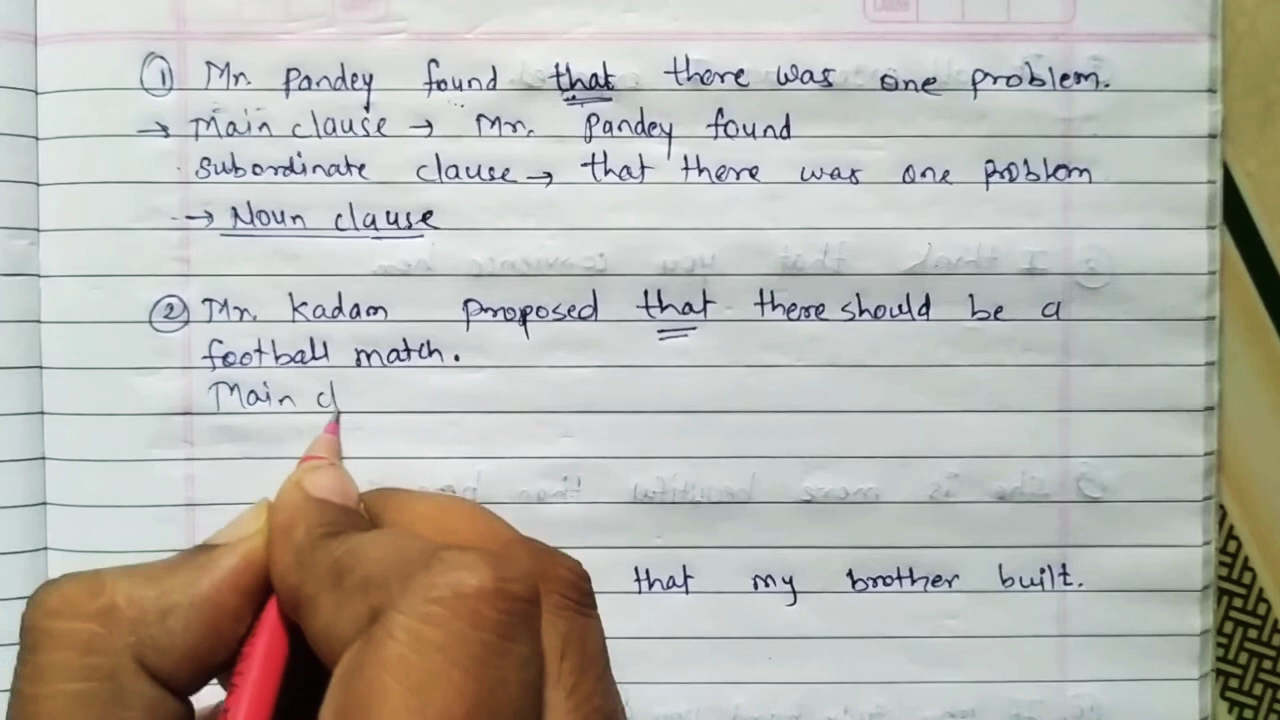 ① Mr. Pandey found that there was one problem.
→ Main clause → Mr. Pandey found
Subordinate clause → that there was one problem
→ Noun clause
② Mr. Kadam proposed that there should be a
football match.
Main cl
that my brother built.